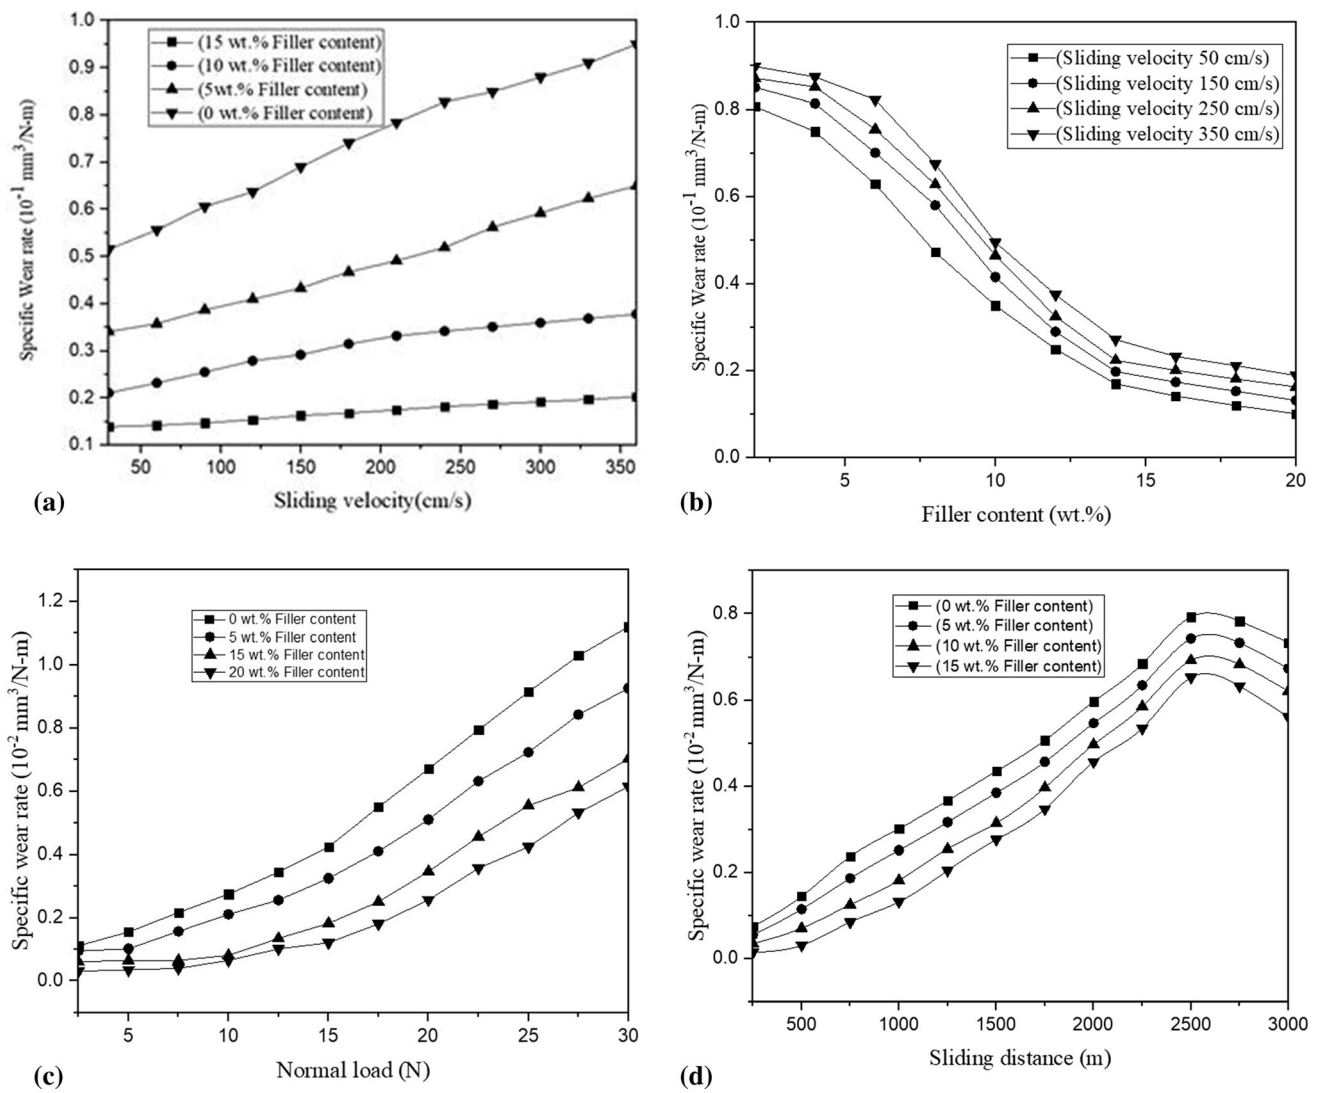 Specific Wear rate (10-1 mm3/N-m)
1.0
0.9
0.8
0.7
0.6
0.5
0.4
0.3
0.2
0.1
(15 wt.% Filler content)
(10 wt.% Filler content)
(5wt.% Filler content)
(0 wt.% Filler content)
50 100 150 200 250 300 350
Sliding velocity(cm/s)
(a)
Specific Wear rate (10-1 mm3/N-m)
1.0
0.8
0.6
0.4
0.2
0.0
(Sliding velocity 50 cm/s)
(Sliding velocity 150 cm/s)
(Sliding velocity 250 cm/s)
(Sliding velocity 350 cm/s)
5 10 15 20
Filler content (wt.%)
(b)
Specific wear rate (10-2 mm3/N-m)
1.2
1.0
0.8
0.6
0.4
0.2
0.0
0 wt.% Filler content
5 wt.% Filler content
15 wt.% Filler content
20 wt.% Filler content
5 10 15 20 25 30
Normal load (N)
(c)
Specific wear rate (10-2 mm3/N-m)
0.8
0.6
0.4
0.2
0.0
(0 wt.% Filler content)
(5 wt.% Filler content)
(10 wt.% Filler content)
(15 wt.% Filler content)
500 1000 1500 2000 2500 3000
Sliding distance (m)
(d)